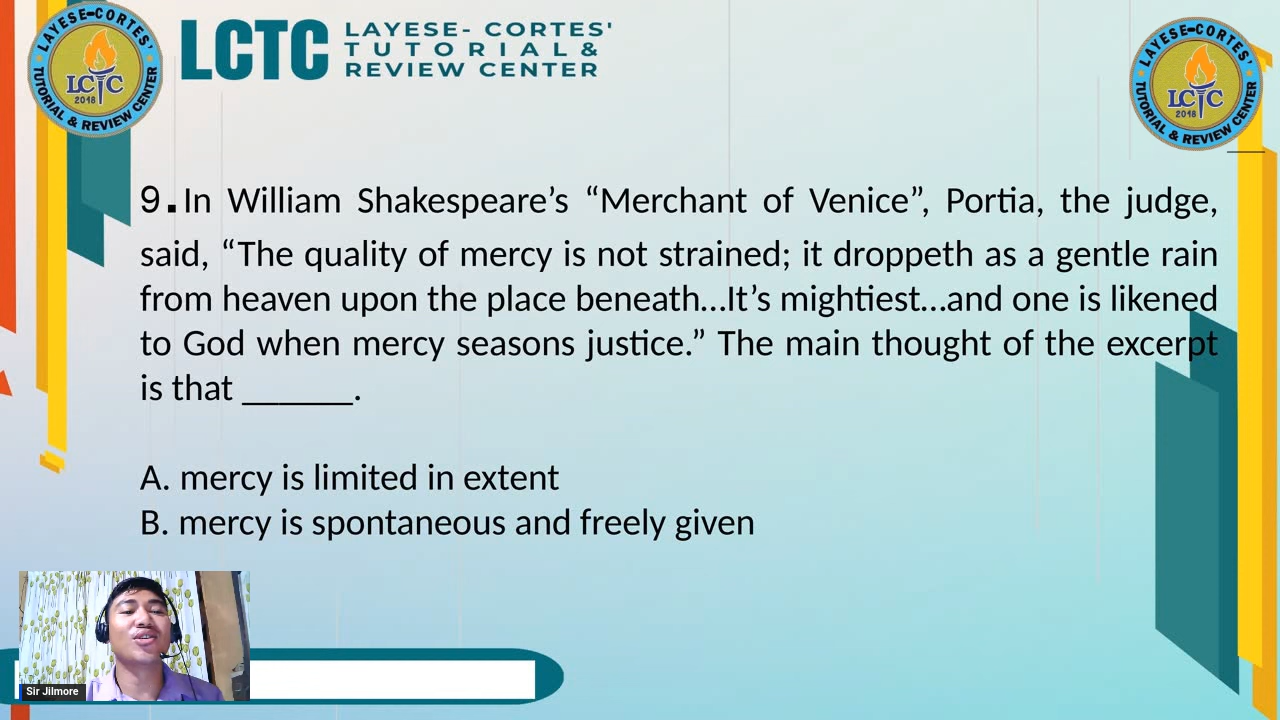 LAYESE-CORTES'
TUTORIAL & REVIEW CENTER
LCTC
2018
LCTC
LAYESE- CORTES'
TUTORIAL &
REVIEW CENTER
LAYESE-CORTES'
TUTORIAL & REVIEW CENTER
LCTC
2018
9.In William Shakespeare’s “Merchant of Venice”, Portia, the judge,
said, “The quality of mercy is not strained; it droppeth as a gentle rain
from heaven upon the place beneath…It’s mightiest…and one is likened
to God when mercy seasons justice.” The main thought of the excerpt
is that ______.
A. mercy is limited in extent
B. mercy is spontaneous and freely given
Sir Jilmore